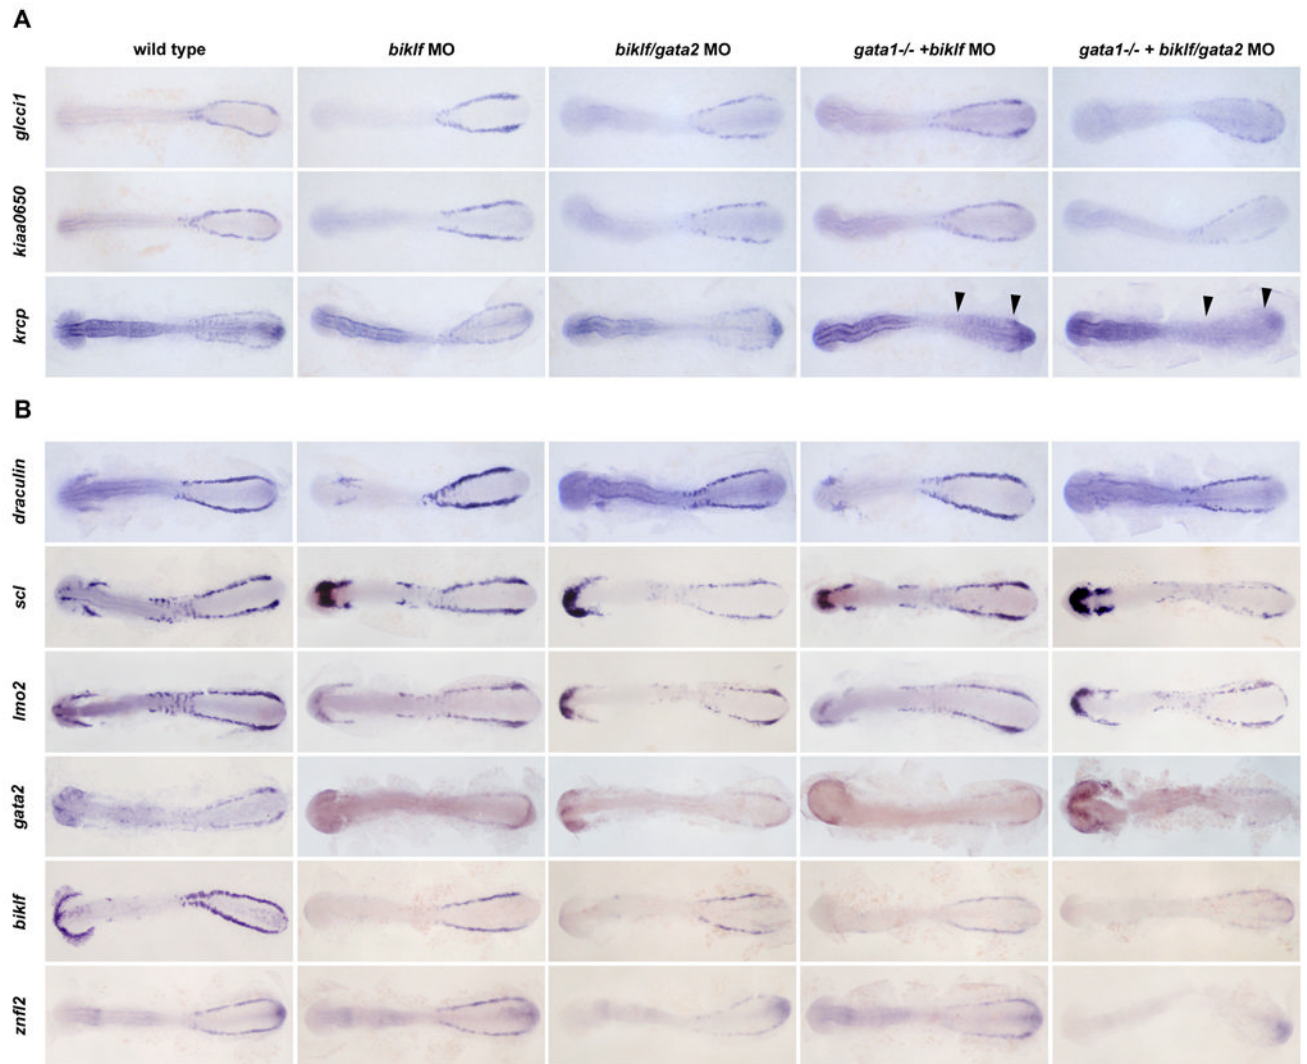 A
wild type biklf MO biklf/gata2 MO gata1-/- +biklf MO gata1-/- + biklf/gata2 MO
glcci1
kiaa0650
krcp
B
draculin
scl
lmo2
gata2
biklf
znfl2